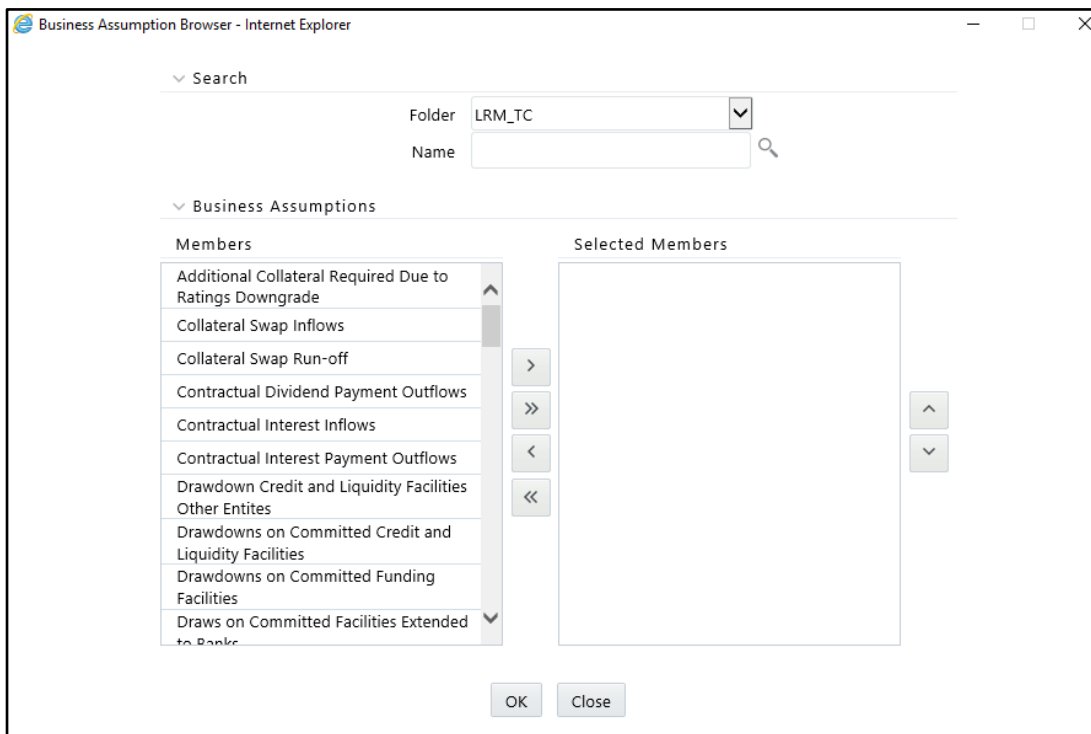 Business Assumption Browser - Internet Explorer
Search
Folder LRM_TC
Name
Business Assumptions
Members
Selected Members
Additional Collateral Required Due to
Ratings Downgrade
Collateral Swap Inflows
Collateral Swap Run-off
Contractual Dividend Payment Outflows
Contractual Interest Inflows
Contractual Interest Payment Outflows
Drawdown Credit and Liquidity Facilities
Other Entites
Drawdowns on Committed Credit and
Liquidity Facilities
Drawdowns on Committed Funding
Facilities
Draws on Committed Facilities Extended
to Banks
OK Close